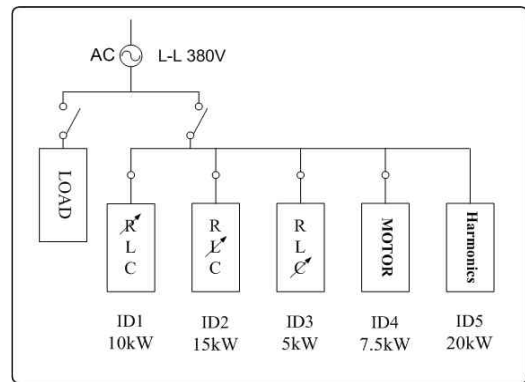 AC L-L 380V
LOAD
R
L
C
R
L
C
R
L
C
MOTOR
Harmonics
ID1 ID2 ID3 ID4 ID5
10kW 15kW 5kW 7.5kW 20kW